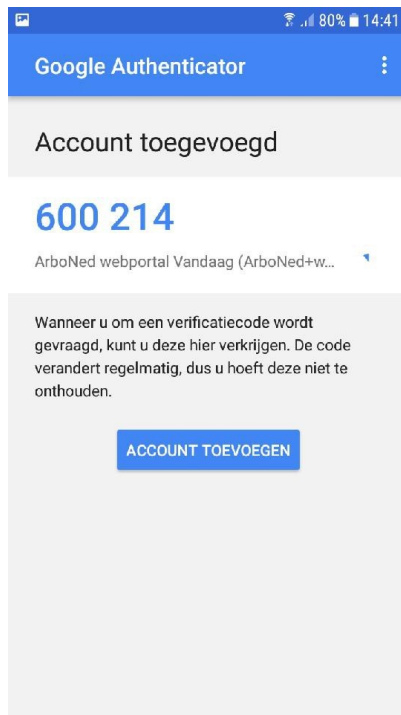 80% 14:41
Google Authenticator
Account toegevoegd
600 214
ArboNed webportal Vandaag (ArboNed+w...
Wanneer u om een verificatiecode wordt
gevraagd, kunt u deze hier verkrijgen. De code
verandert regelmatig, dus u hoeft deze niet te
onthouden.
ACCOUNT TOEVOEGEN